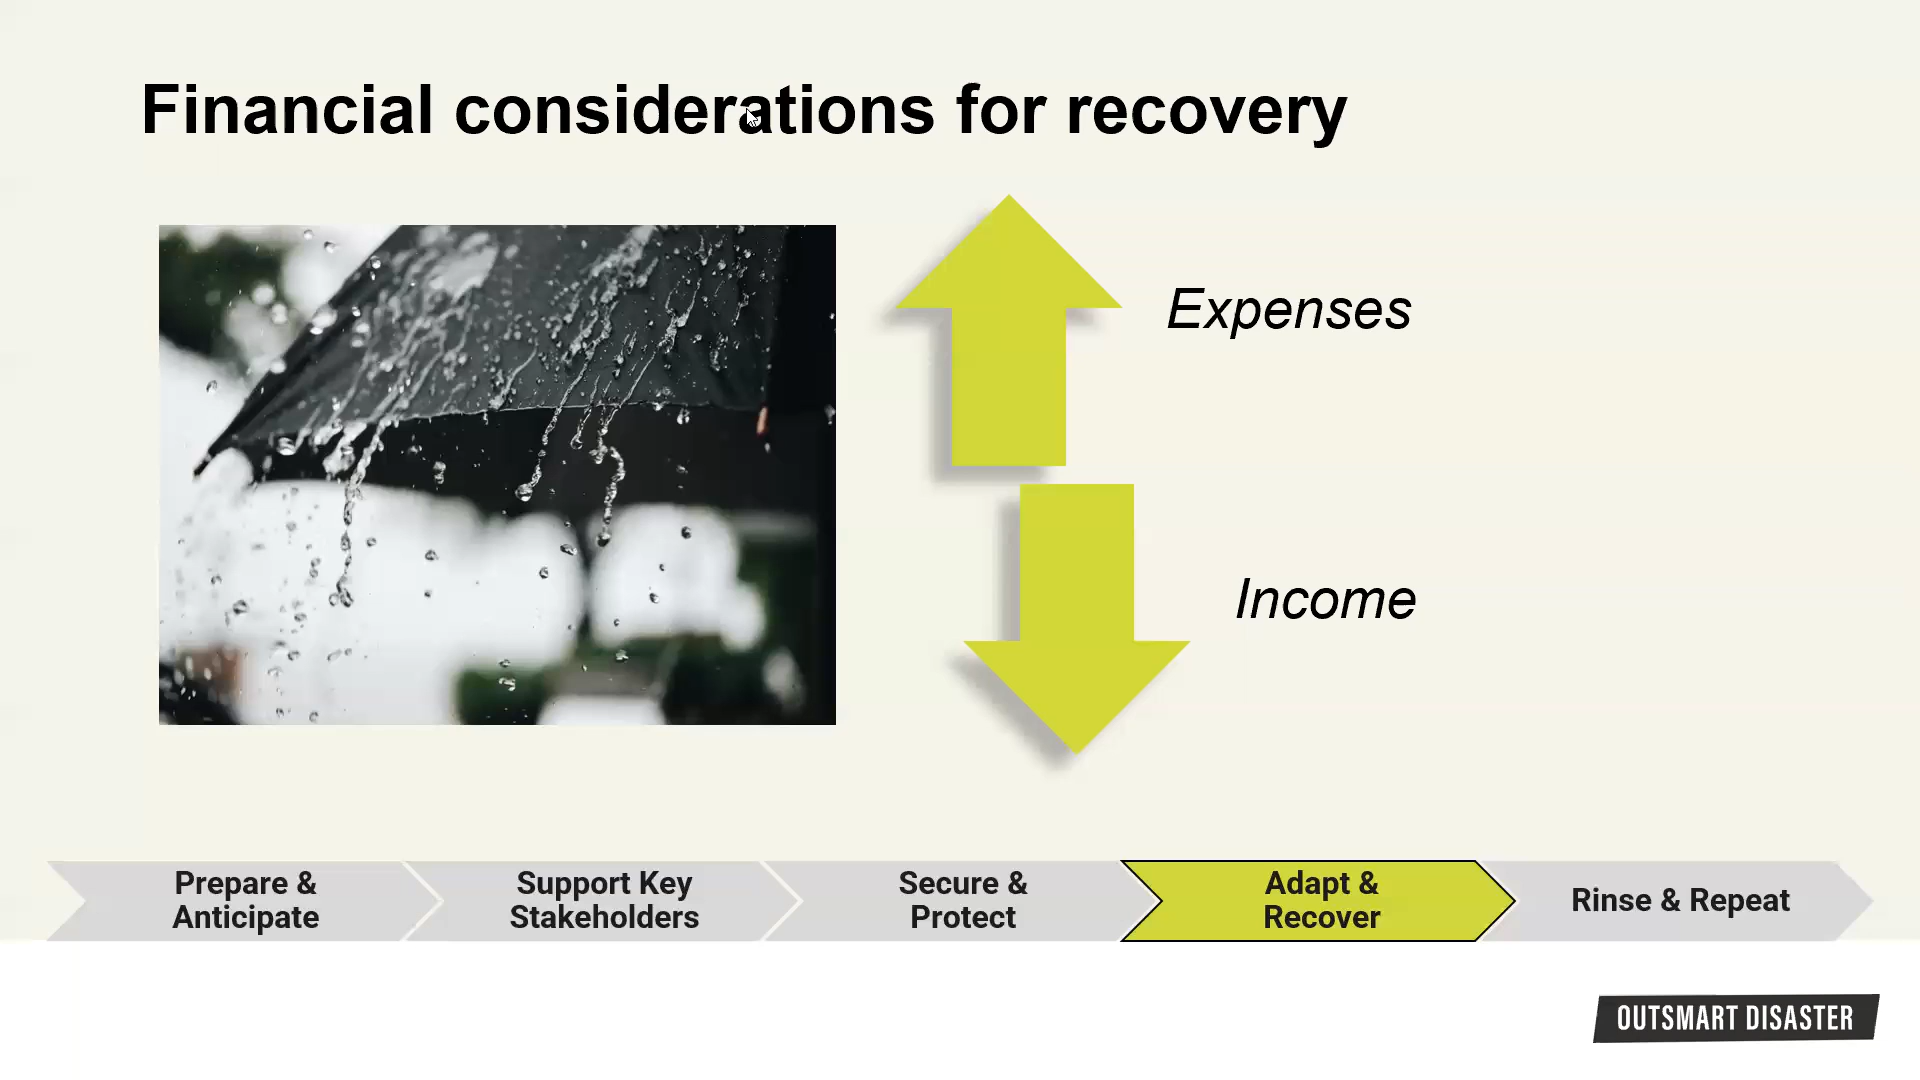 Financial considerations for recovery
Expenses
Income
Prepare &
Anticipate
Support Key
Stakeholders
Secure &
Protect
Adapt &
Recover
Rinse & Repeat
OUTSMART DISASTER